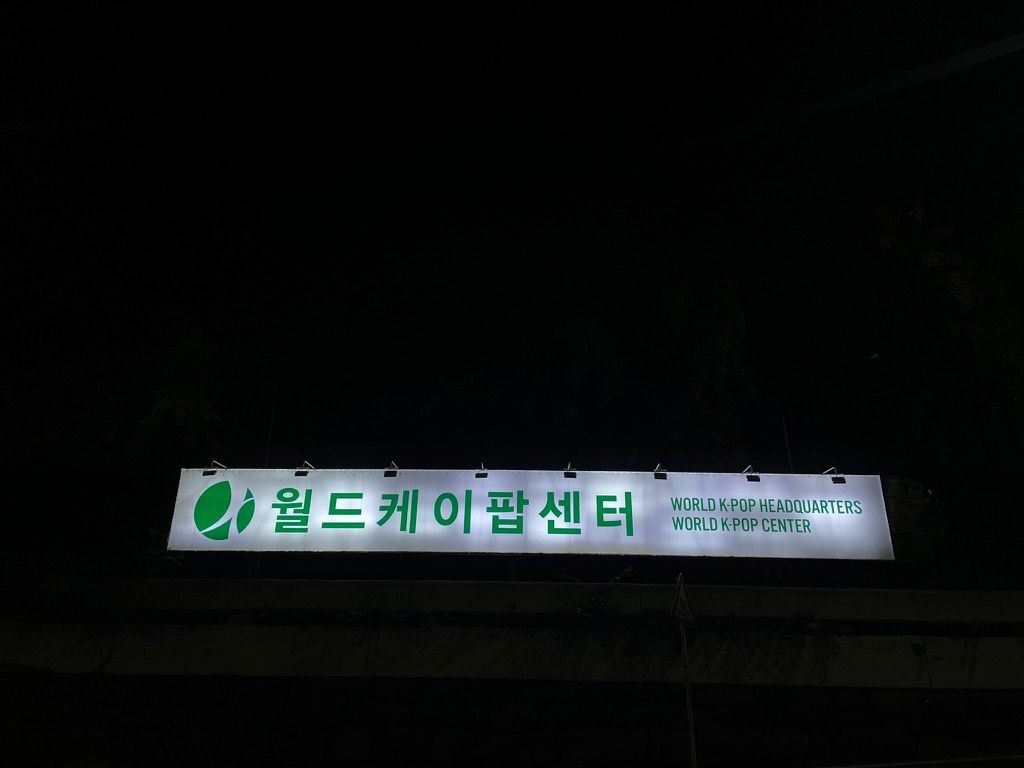 월드케이팝센터
WORLD K-POP HEADQUARTERS
WORLD K-POP CENTER